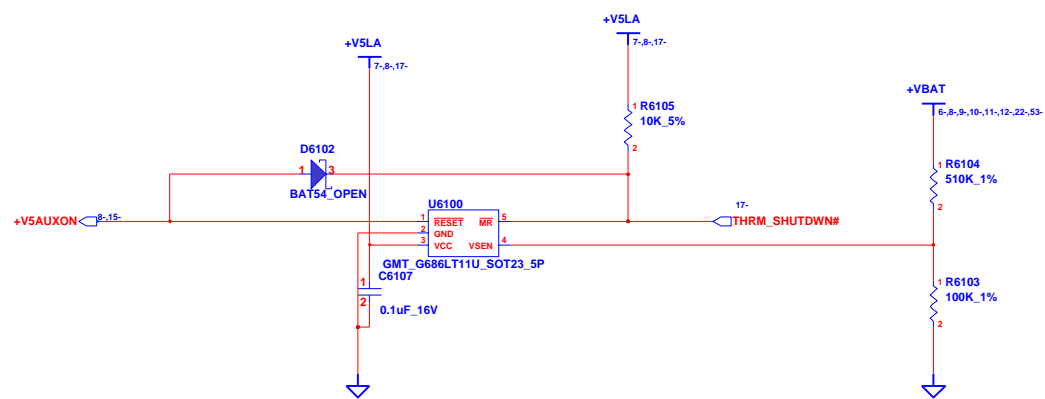 +V5LA
7-,8-,17-
+V5LA
7-,8-,17-
+VBAT
6-,8-,9-,10-,11-,12-,22-,53-
1
R6105
10K_5%
2
D6102
1
3
BAT54_OPEN
1
R6104
510K_1%
2
+V5AUXON
8-,15-
U6100
1
RESET
MR
5
2
GND
3
VCC
VSEN
4
GMT_G686LT11U_SOT23_5P
17-
THRM_SHUTDWN#
C6107
1
2
0.1uF_16V
1
R6103
100K_1%
2